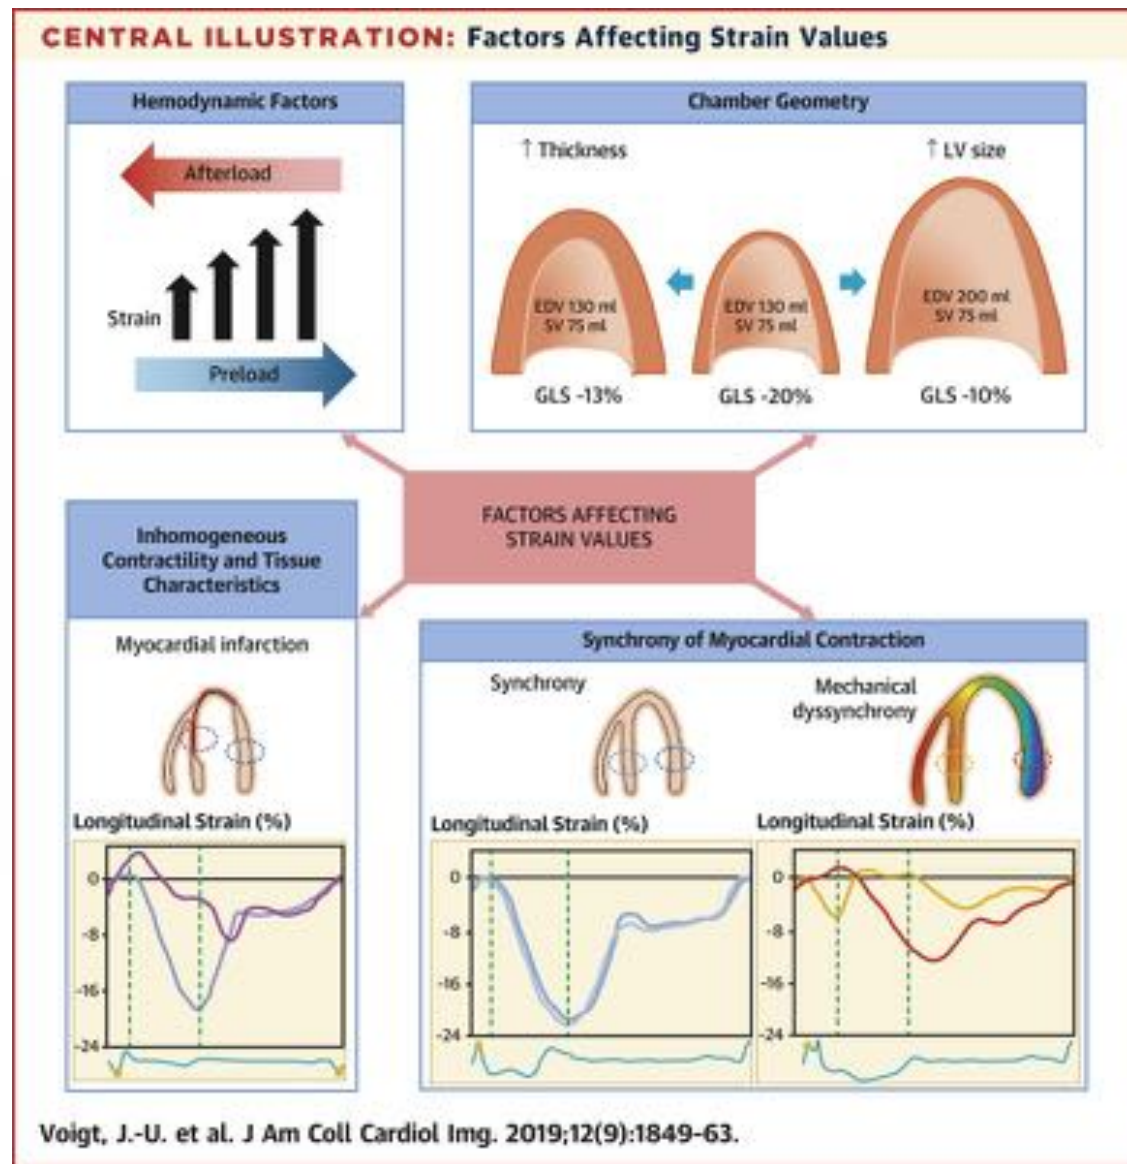 CENTRAL ILLUSTRATION: Factors Affecting Strain Values
Hemodynamic Factors
Afterload
Strain
Preload
Chamber Geometry
↑ Thickness
↑ LV size
EDV 130 ml
SV 75 ml
EDV 130 ml
SV 75 ml
EDV 200 ml
SV 75 ml
GLS -13%
GLS -20%
GLS -10%
FACTORS AFFECTING
STRAIN VALUES
Inhomogeneous
Contractility and Tissue
Characteristics
Myocardial infarction
Longitudinal Strain (%)
0
-8
-16
-24
Synchrony of Myocardial Contraction
Synchrony
Longitudinal Strain (%)
0
-8
-16
-24
Mechanical
dyssynchrony
Longitudinal Strain (%)
0
-8
-16
-24
Voigt, J.-U. et al. J Am Coll Cardiol Img. 2019;12(9):1849-63.